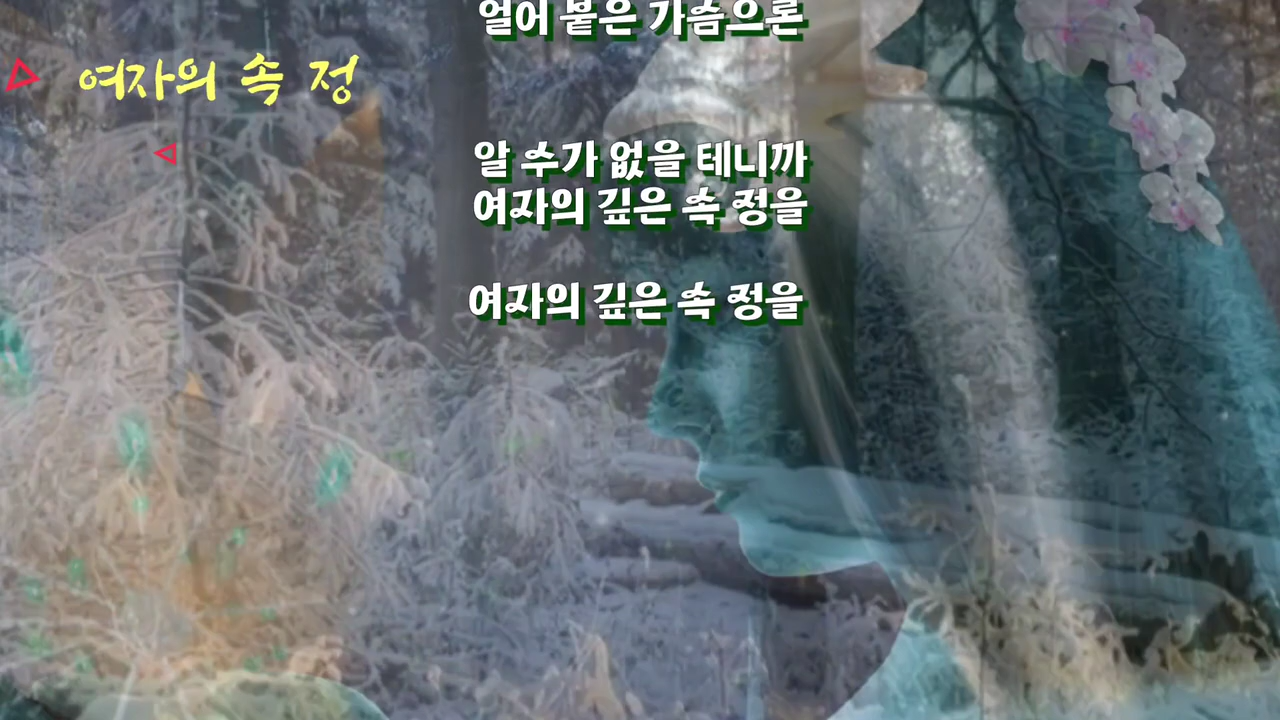 얼어 붙은 가슴으론
여자의 속 정
알 수가 없을 테니까
여자의 깊은 속 정을
여자의 깊은 속 정을